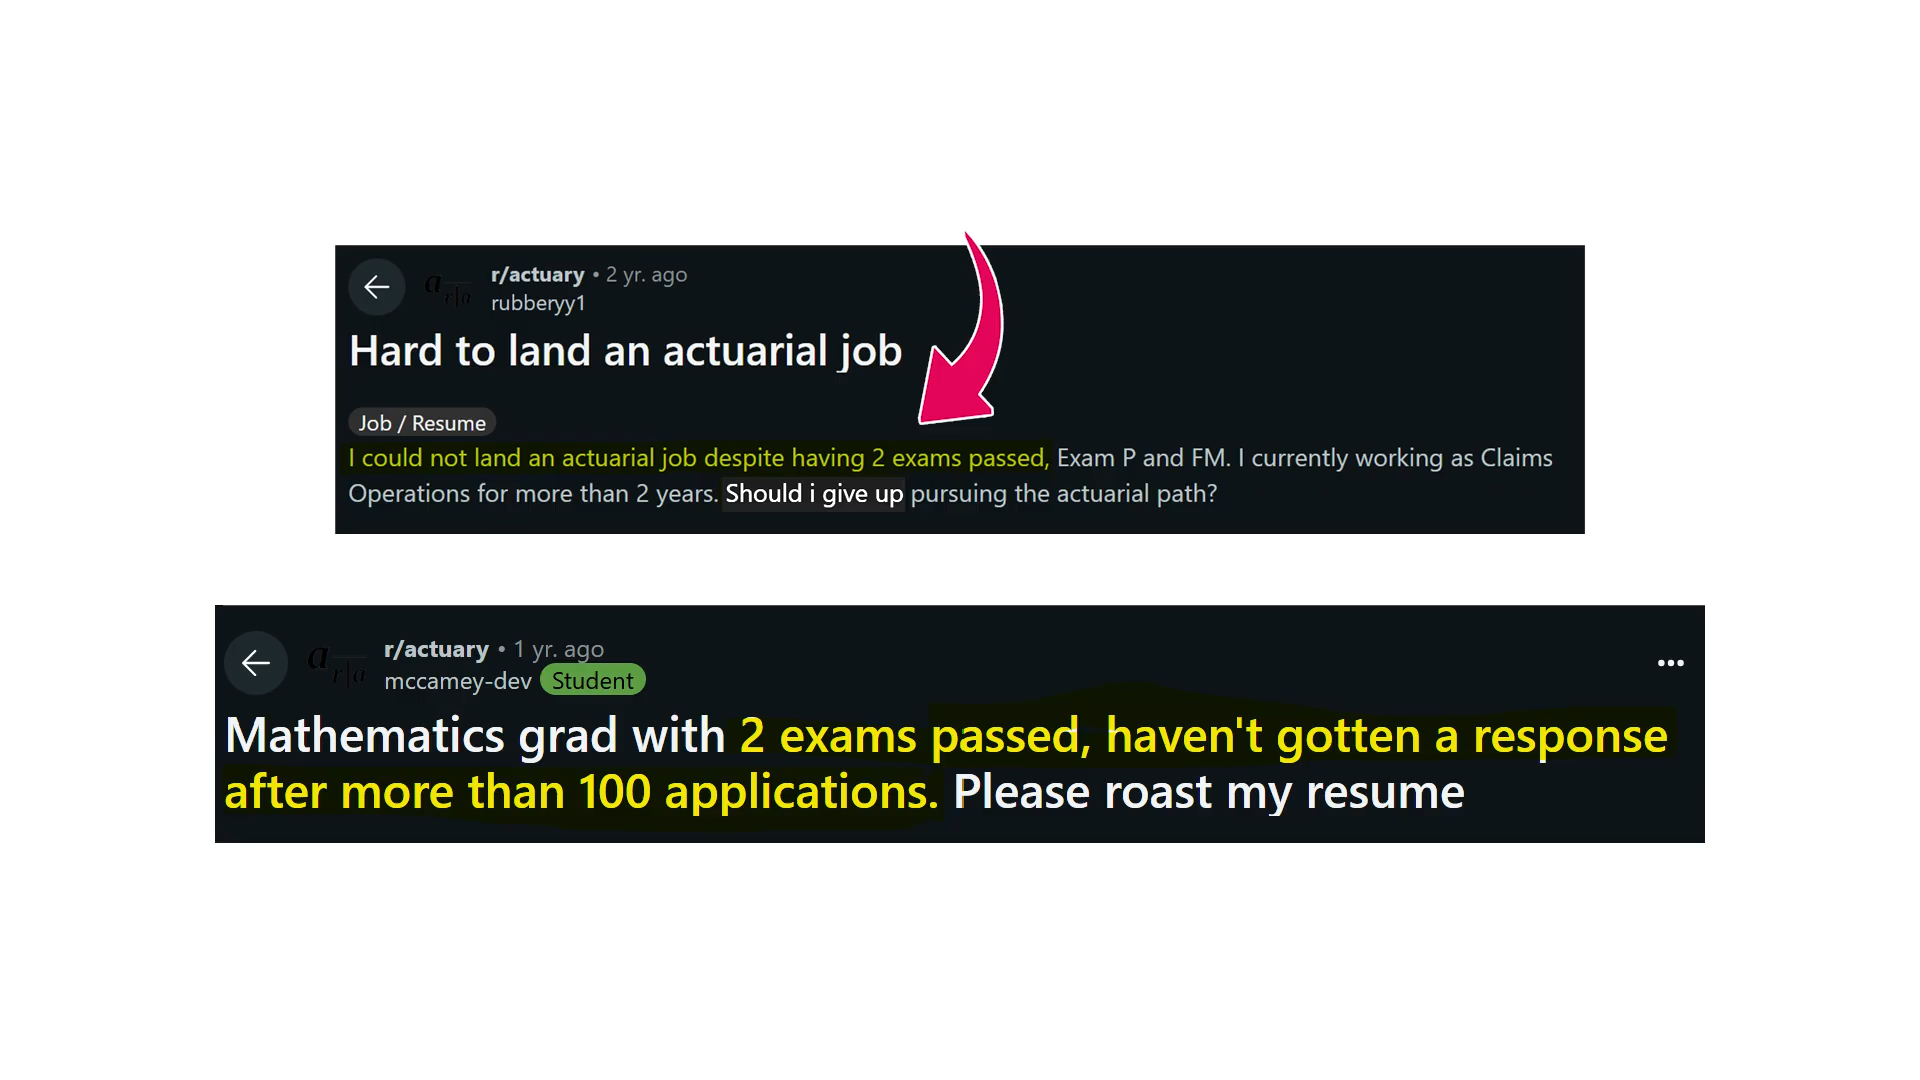 r/actuary • 2 yr. ago
rubberyy1
Hard to land an actuarial job
Job / Resume
I could not land an actuarial job despite having 2 exams passed, Exam P and FM. I currently working as Claims
Operations for more than 2 years. Should i give up pursuing the actuarial path?
r/actuary • 1 yr. ago
mccamey-dev Student
Mathematics grad with 2 exams passed, haven't gotten a response
after more than 100 applications. Please roast my resume